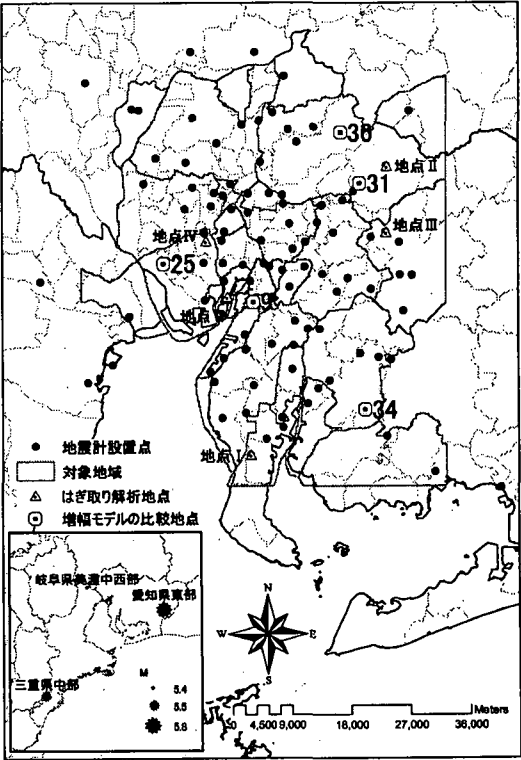 36
地点Ⅱ
31
地点Ⅲ
地点Ⅳ
25
9
地点
34
地点Ⅰ
地震計設置点
対象地域
はぎ取り解析地点
増幅モデルの比較地点
岐阜県美濃中西部
愛知県東部
三重県中部
M
5.4
5.5
5.8
N
W
E
S
Meters
0 4,500 9,000 18,000 27,000 36,000